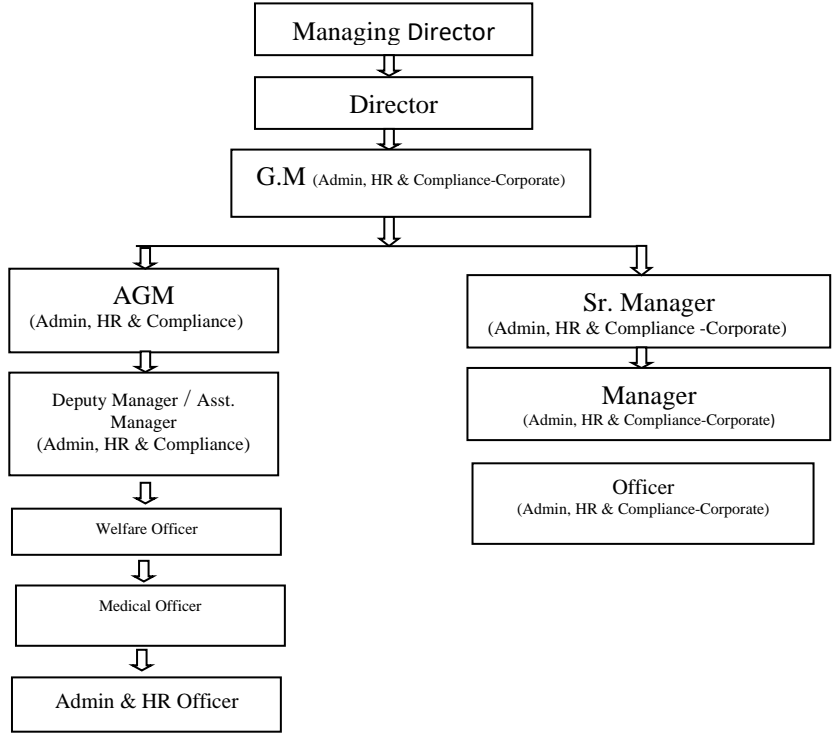 Managing Director
Director
G.M (Admin, HR & Compliance-Corporate)
AGM
(Admin, HR & Compliance)
Deputy Manager / Asst.
Manager
(Admin, HR & Compliance)
Welfare Officer
Medical Officer
Admin & HR Officer
Sr. Manager
(Admin, HR & Compliance -Corporate)
Manager
(Admin, HR & Compliance-Corporate)
Officer
(Admin, HR & Compliance-Corporate)